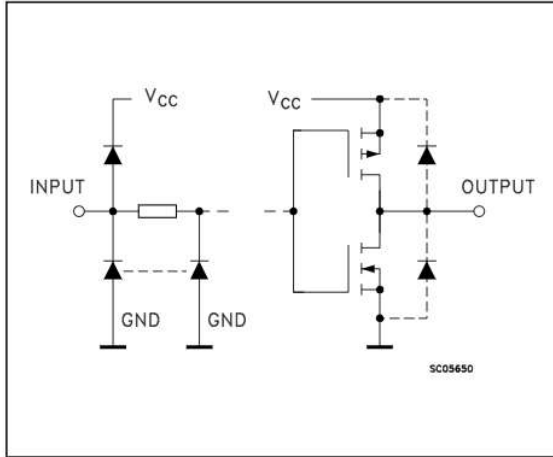 VCC
VCC
INPUT
OUTPUT
GND
GND
SC05650